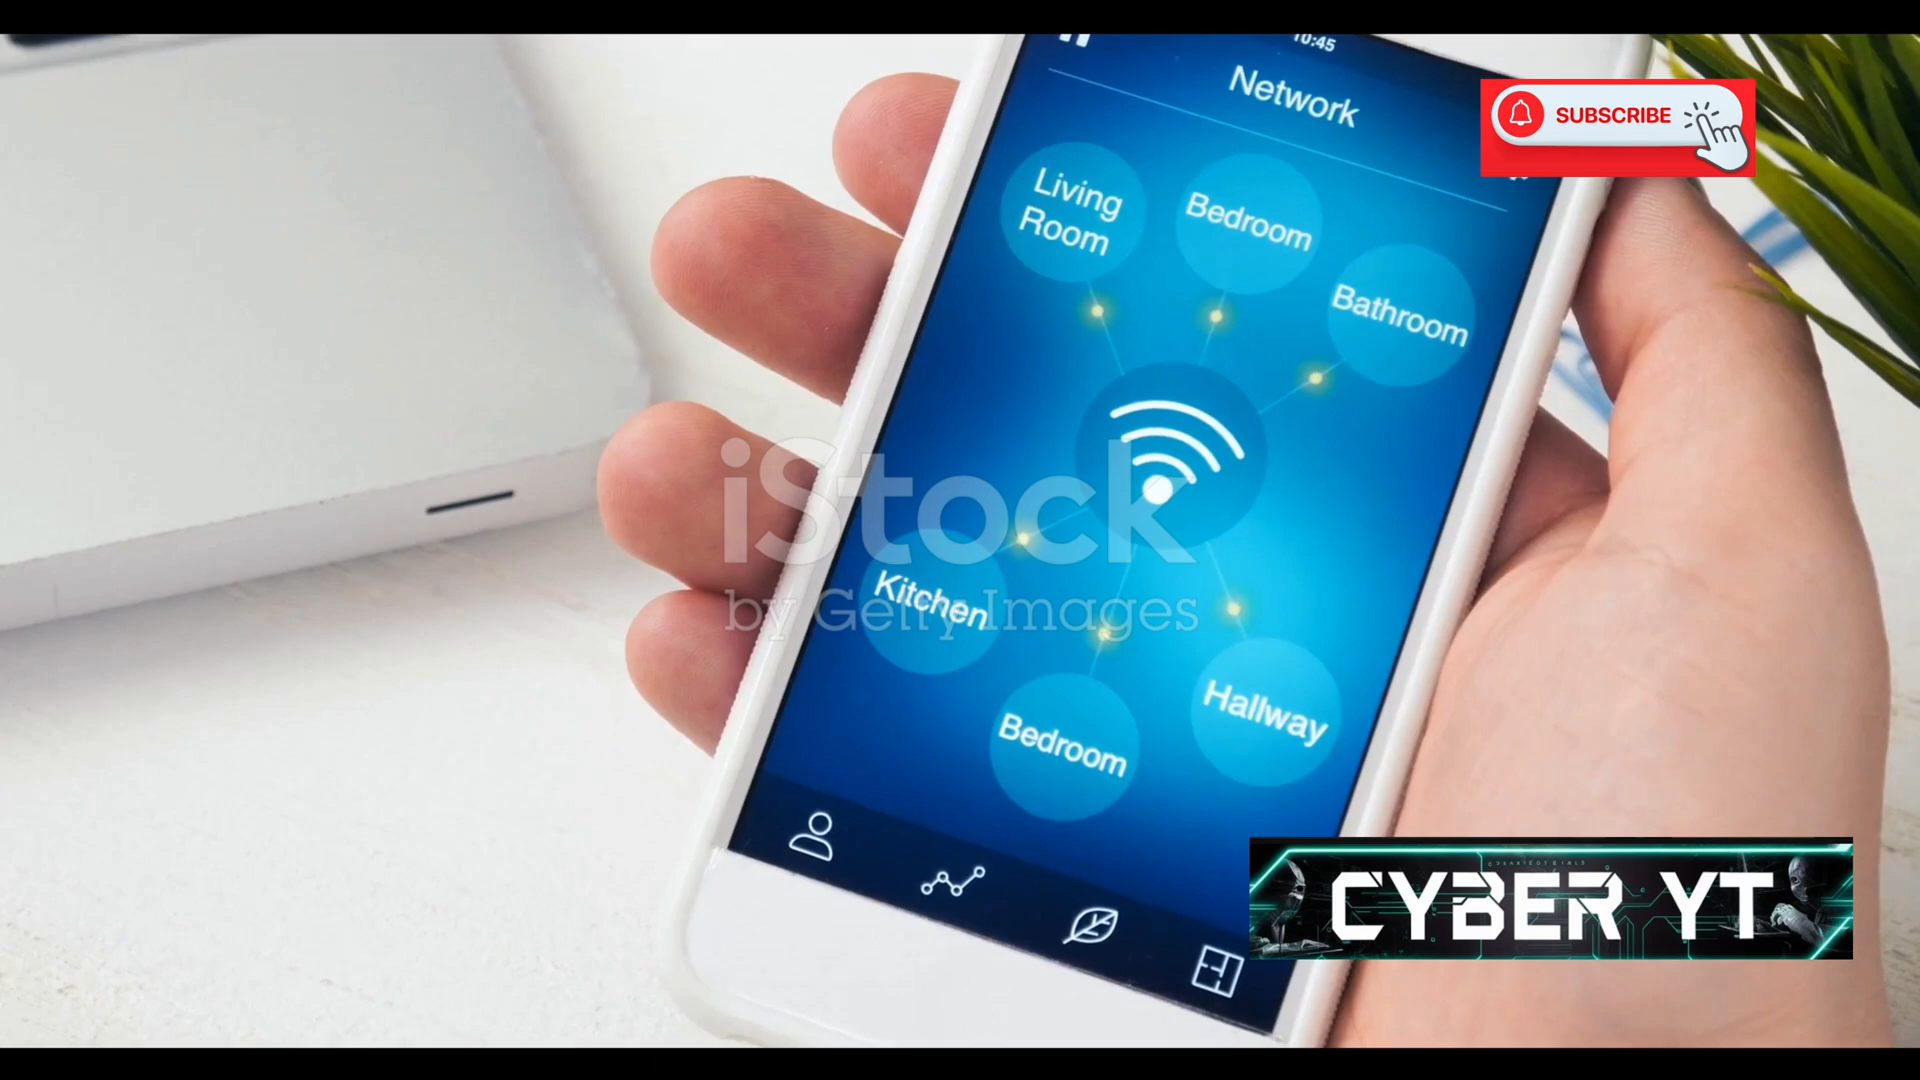 10:45
Network
SUBSCRIBE
Living
Room
Bedroom
Bathroom
iStock
by Getty Images
Kitchen
Bedroom
Hallway
CYBER YT